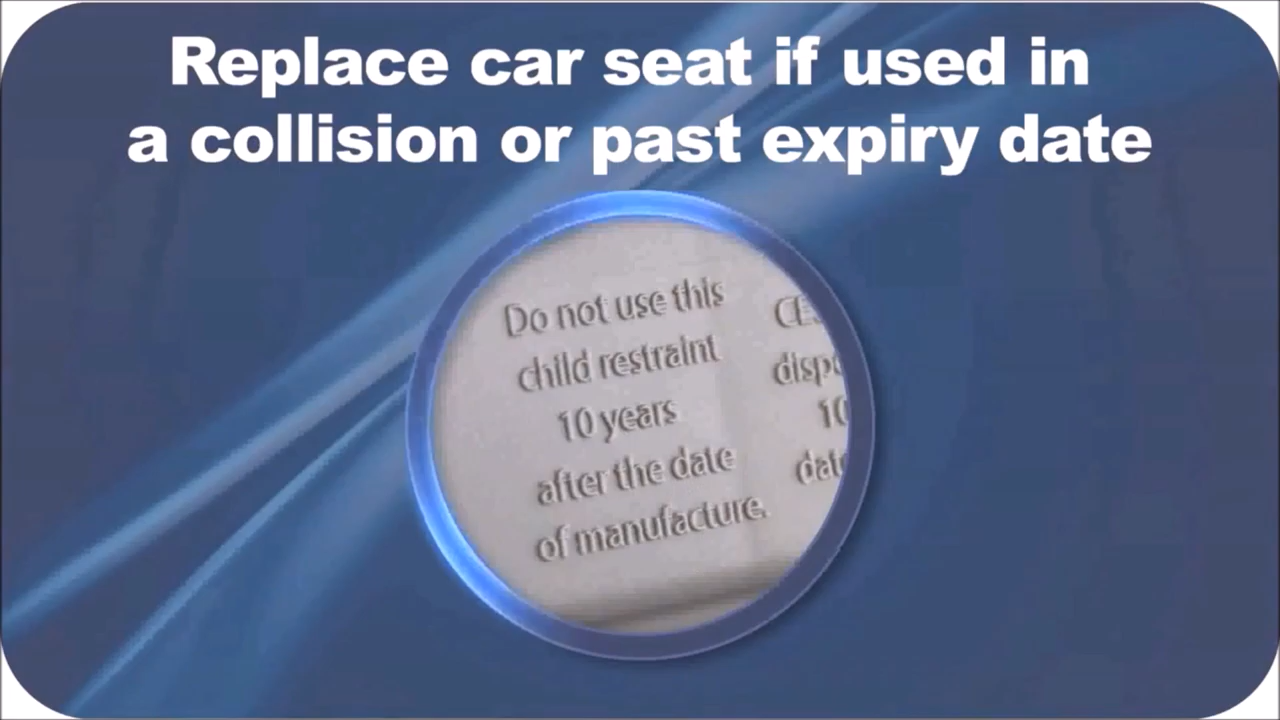 Replace car seat if used in
a collision or past expiry date
Do not use this
child restraint
10 years
after the date
of manufacture.
10